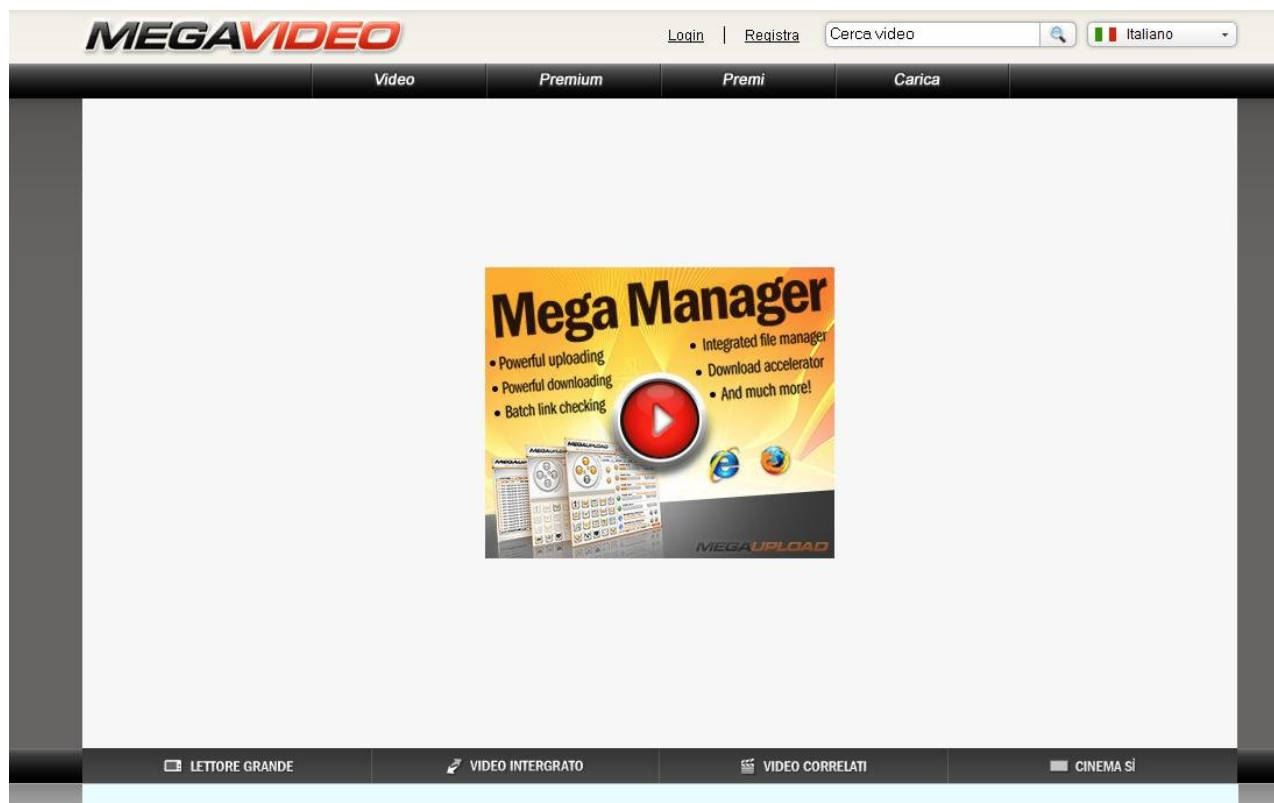 MEGAVIDEO
Login | Registra
Cerca video
Italiano
Video
Premium
Premi
Carica
Mega Manager
• Powerful uploading
• Powerful downloading
• Batch link checking
• Integrated file manager
• Download accelerator
• And much more!
MEGAUPLOAD
MEGAUPLOAD
LETTORE GRANDE
VIDEO INTERGRATO
VIDEO CORRELATI
CINEMA SÌ